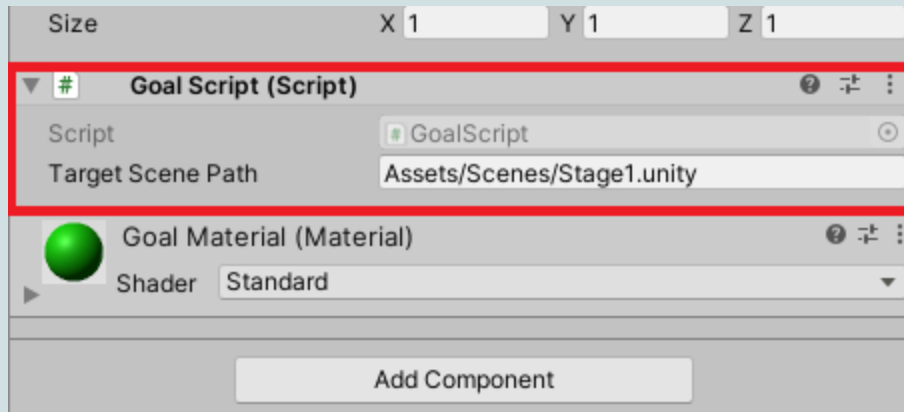 Size X 1 Y 1 Z 1
# Goal Script (Script)
Script # GoalScript
Target Scene Path Assets/Scenes/Stage1.unity
Goal Material (Material)
Shader Standard
Add Component